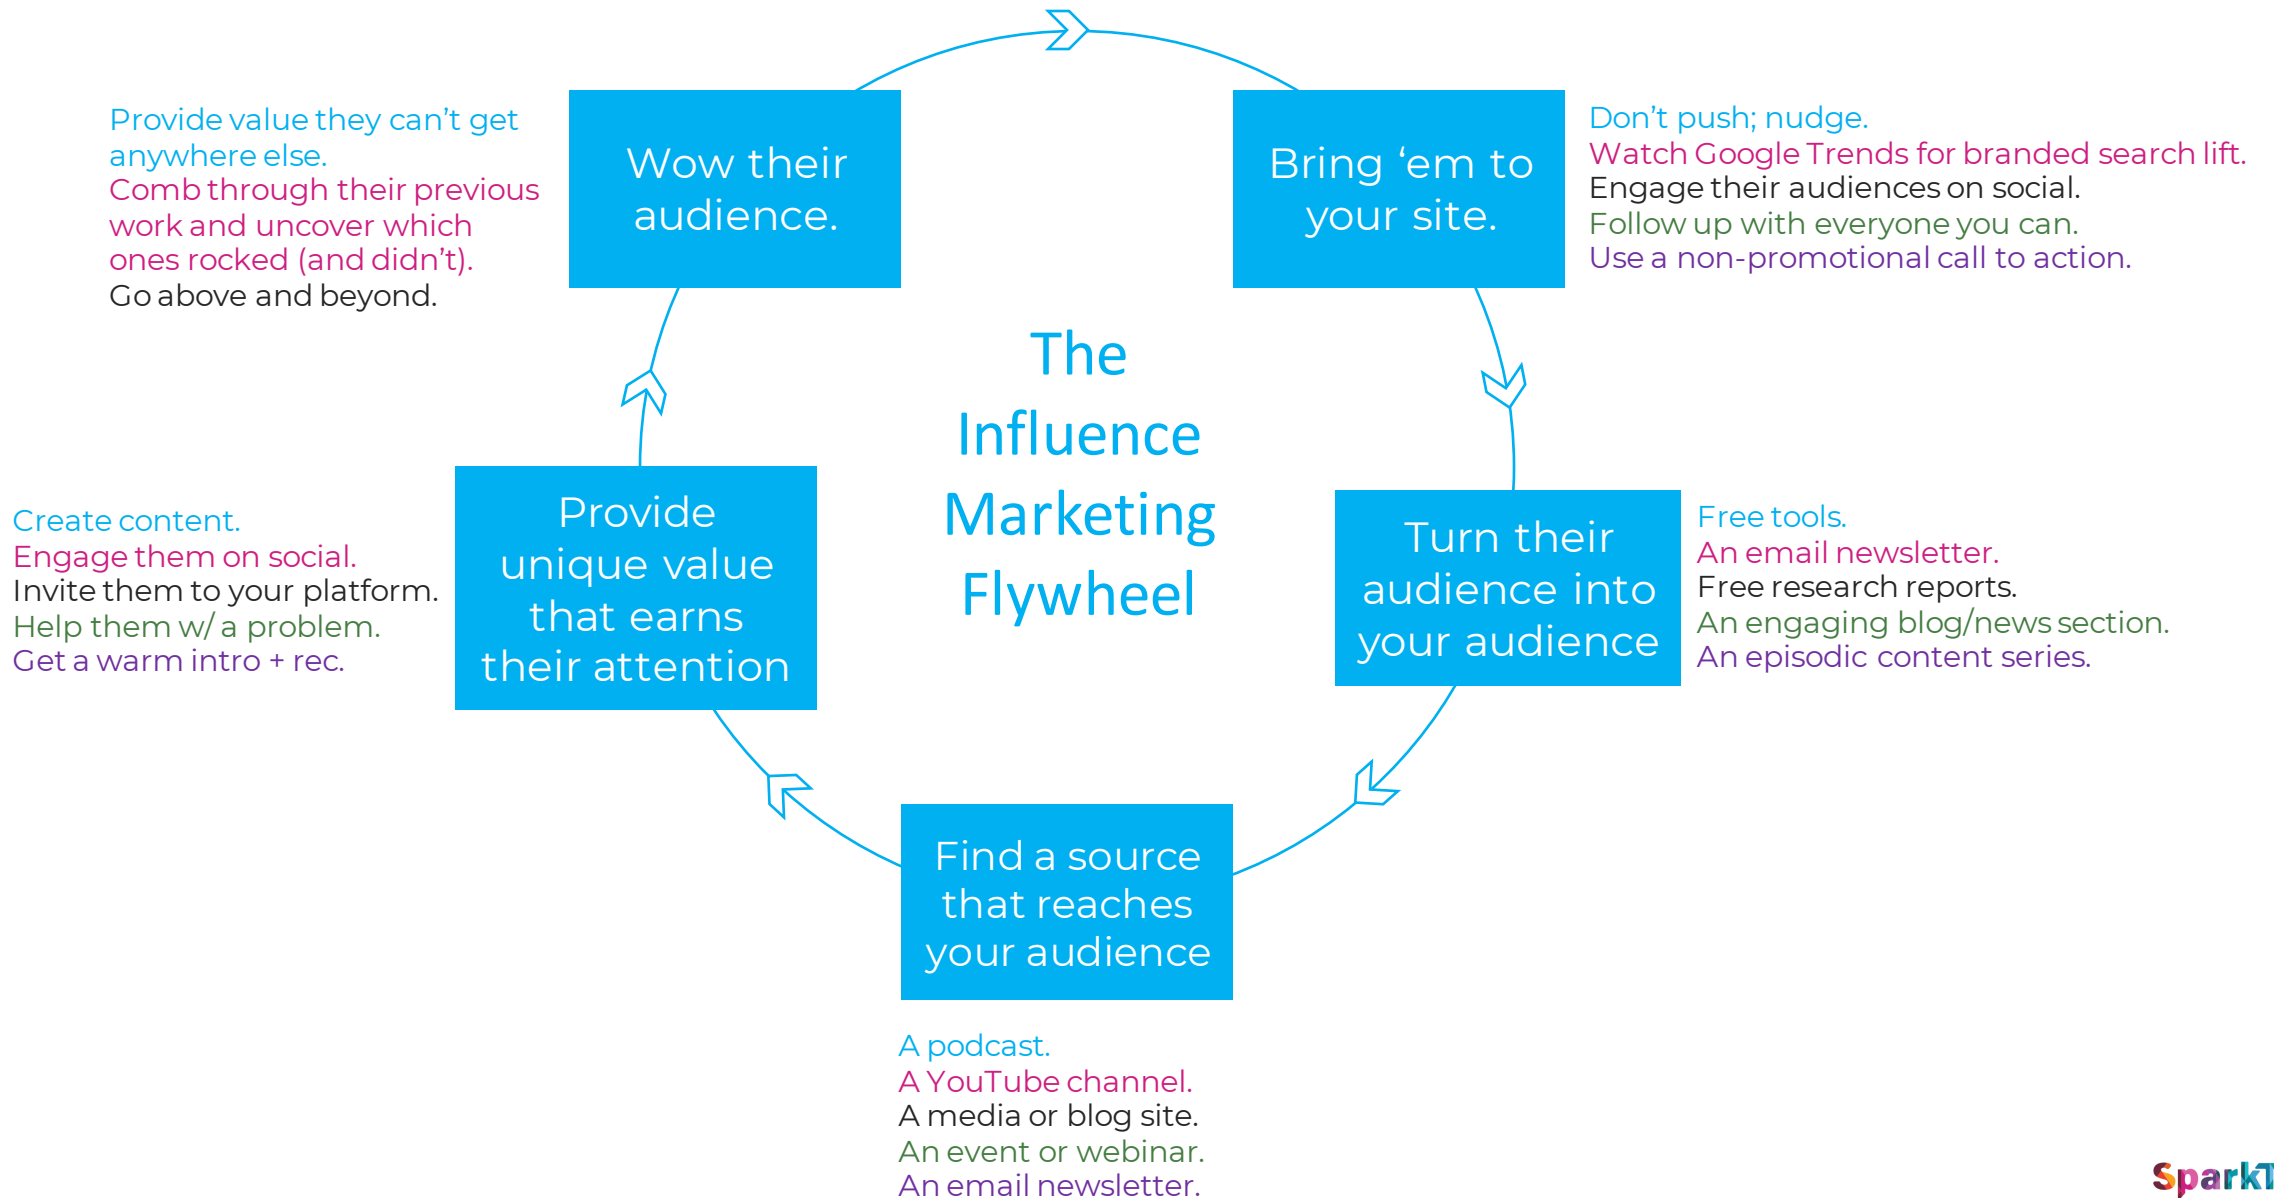 Provide value they can't get
anywhere else.
Comb through their previous
work and uncover which
ones rocked (and didn't).
Go above and beyond.
Wow their
audience.
Bring ‘em to
your site.
Don't push; nudge.
Watch Google Trends for branded search lift.
Engage their audiences on social.
Follow up with everyone you can.
Use a non-promotional call to action.
The
Influence
Marketing
Flywheel
Create content.
Engage them on social.
Invite them to your platform.
Help them w/ a problem.
Get a warm intro + rec.
Provide
unique value
that earns
their attention
Turn their
audience into
your audience
Free tools.
An email newsletter.
Free research reports.
An engaging blog/news section.
An episodic content series.
Find a source
that reaches
your audience
A podcast.
A YouTube channel.
A media or blog site.
An event or webinar.
An email newsletter.
SparkT